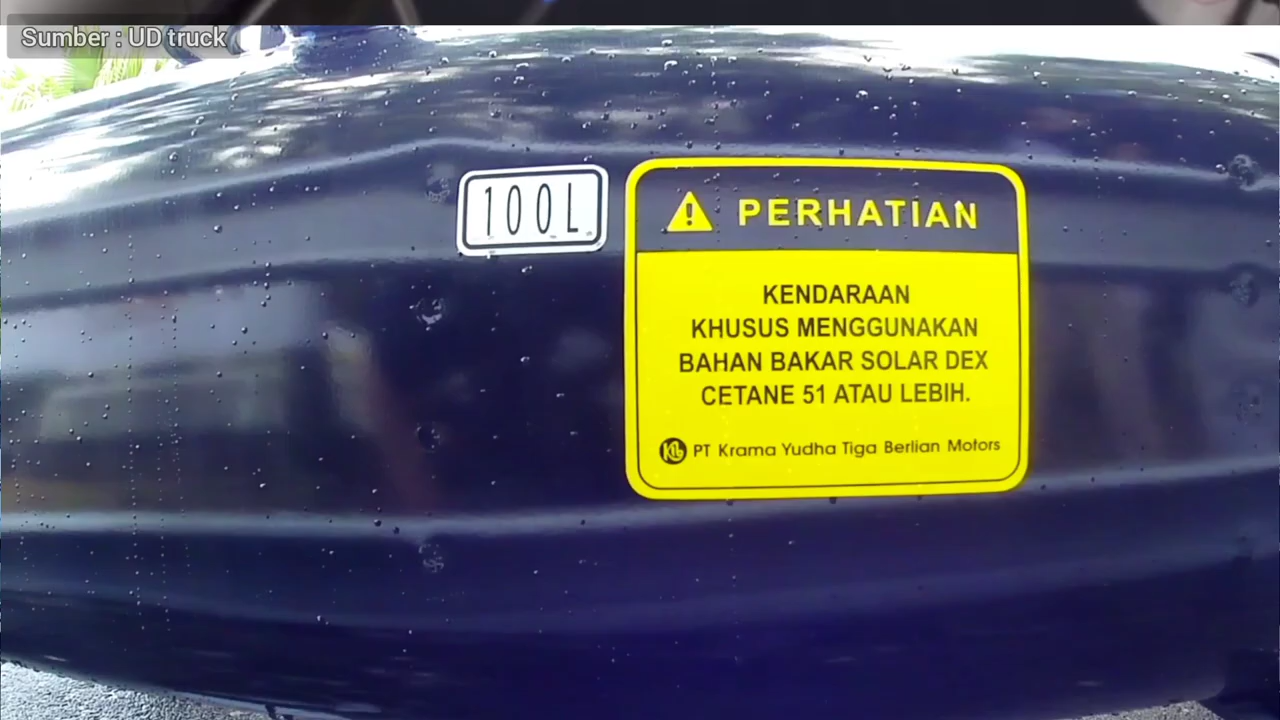 Sumber : UD truck
100L
PERHATIAN
KENDARAAN
KHUSUS MENGGUNAKAN
BAHAN BAKAR SOLAR DEX
CETANE 51 ATAU LEBIH.
PT Krama Yudha Tiga Berlian Motors